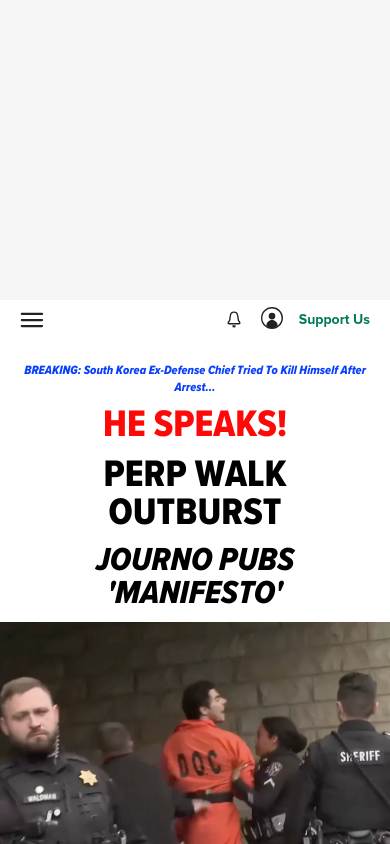 Support Us
BREAKING: South Korea Ex-Defense Chief Tried To Kill Himself After
Arrest...
HE SPEAKS!
PERP WALK
OUTBURST
JOURNO PUBS
'MANIFESTO'
DOC
WALDMAN
SHERIFF